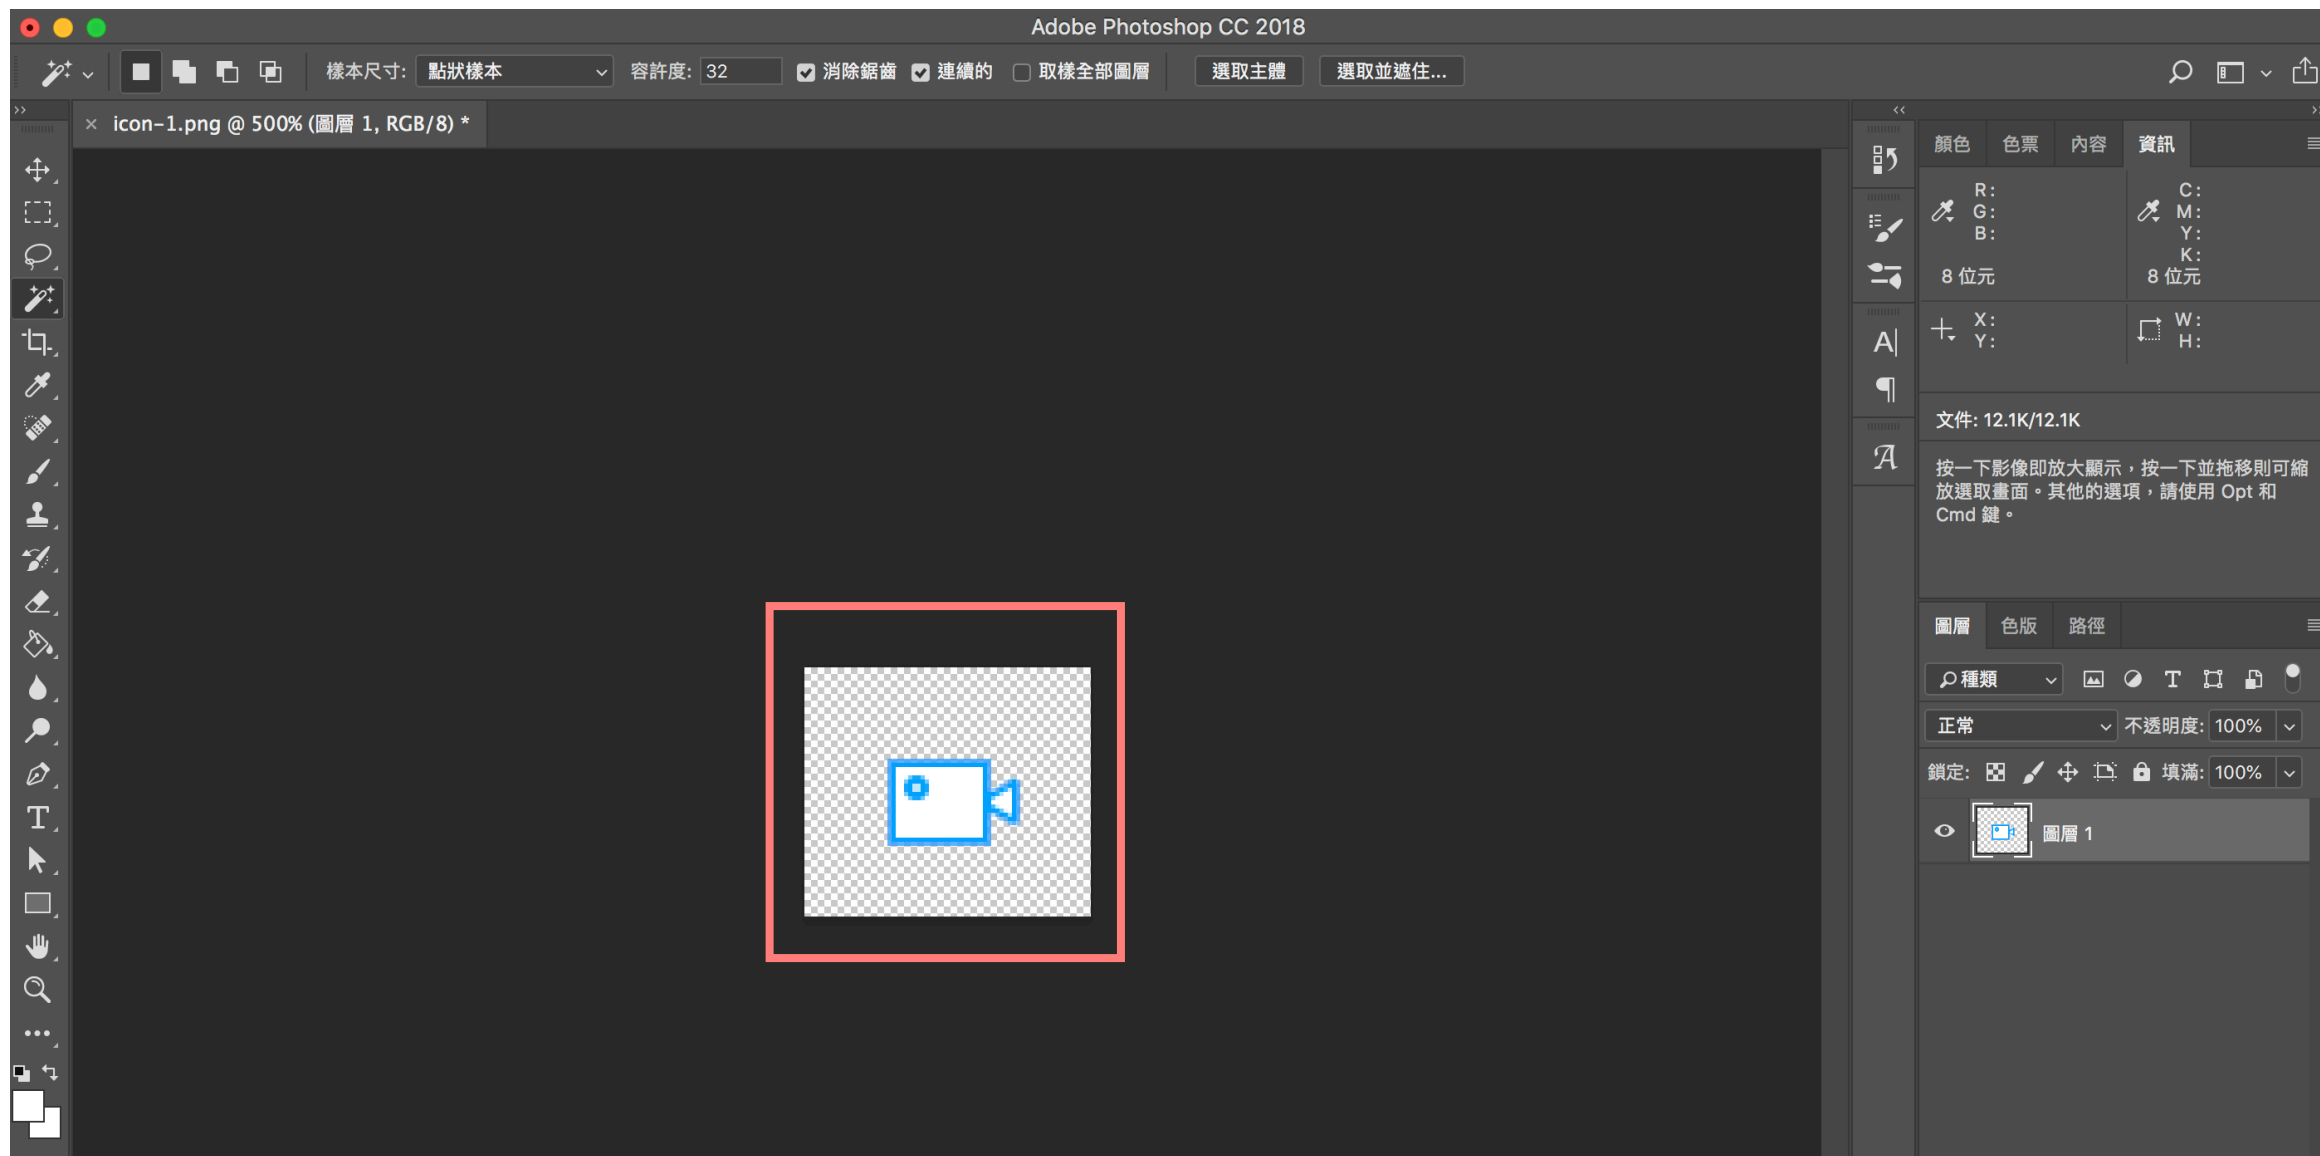 Adobe Photoshop CC 2018
樣本尺寸: 點狀樣本 容許度: 32 消除鋸齒 連續的 取樣全部圖層 選取主體 選取並遮住...
icon-1.png @ 500% (圖層 1, RGB/8) *
顏色 色票 內容 資訊
R: C:
G: M:
B: Y:
K:
8 位元 8 位元
X: W:
Y: H:
文件: 12.1K/12.1K
按一下影像即放大顯示，按一下並拖移則可縮
放選取畫面。其他的選項，請使用 Opt 和
Cmd 鍵。
圖層 色版 路徑
種類
正常 不透明度: 100%
鎖定: 填滿: 100%
圖層 1